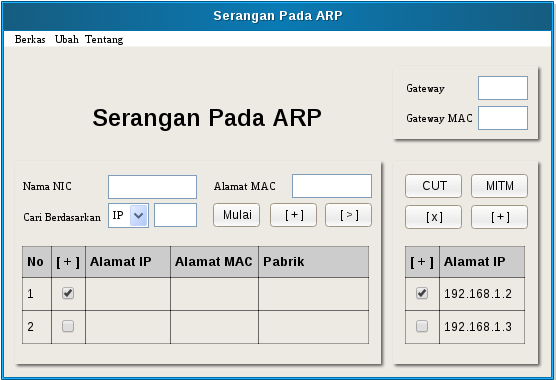 Serangan Pada ARP
Berkas Ubah Tentang
Serangan Pada ARP
Gateway
Gateway MAC
Nama NIC
Alamat MAC
Cari Berdasarkan IP Mulai [ + ] [ > ]
No [ + ] Alamat IP Alamat MAC Pabrik
1
2
CUT MITM
[ x ] [ + ]
[ + ] Alamat IP
192.168.1.2
192.168.1.3